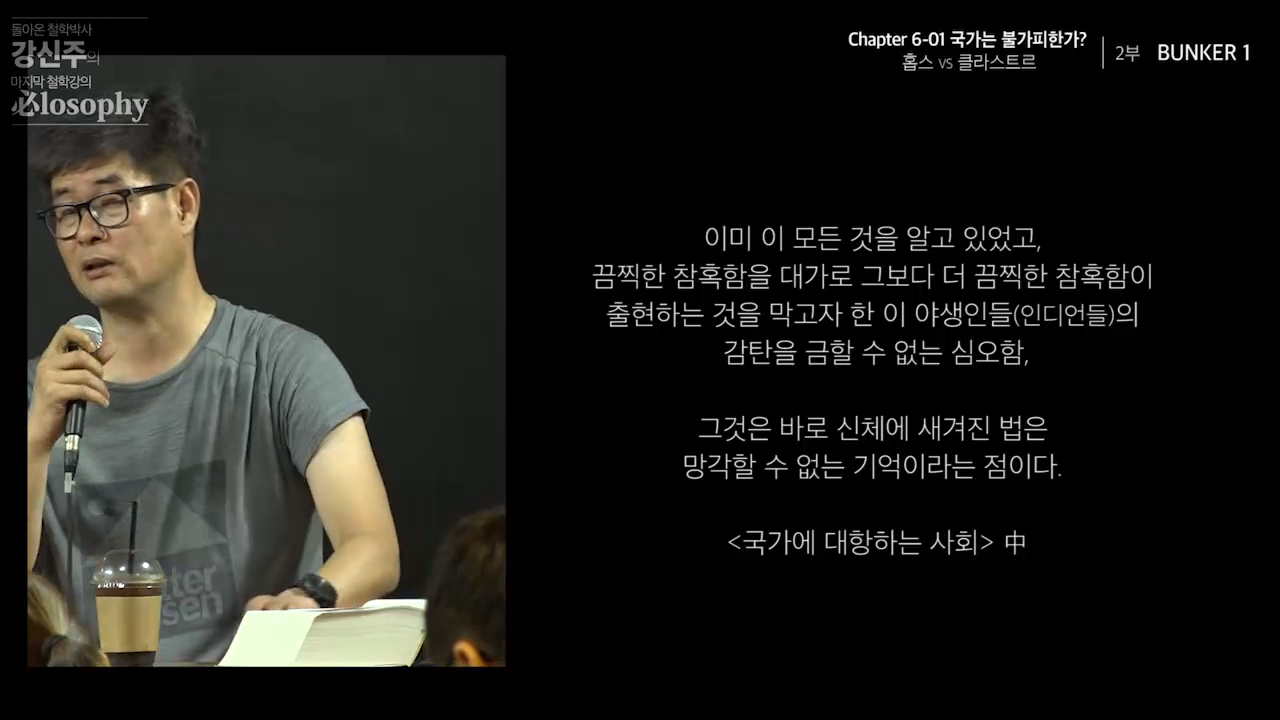 돌아온 철학박사
강신주의
마지막 철학강의
必losophy
Chapter 6-01 국가는 불가피한가?
홉스 vs 클라스트르
2부
BUNKER 1
이미 이 모든 것을 알고 있었고,
끔찍한 참혹함을 대가로 그보다 더 끔찍한 참혹함이
출현하는 것을 막고자 한 이 야생인들(인디언들)의
감탄을 금할 수 없는 심오함,
그것은 바로 신체에 새겨진 법은
망각할 수 없는 기억이라는 점이다.
<국가에 대항하는 사회> 中
ter
sen